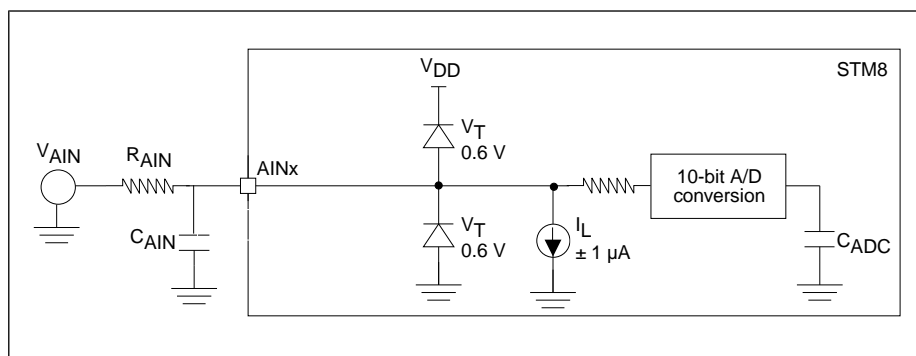 STM8
V_DD
V_T
0.6 V
V_AIN
R_AIN
AINx
10-bit A/D
conversion
C_AIN
V_T
0.6 V
I_L
± 1 µA
C_ADC